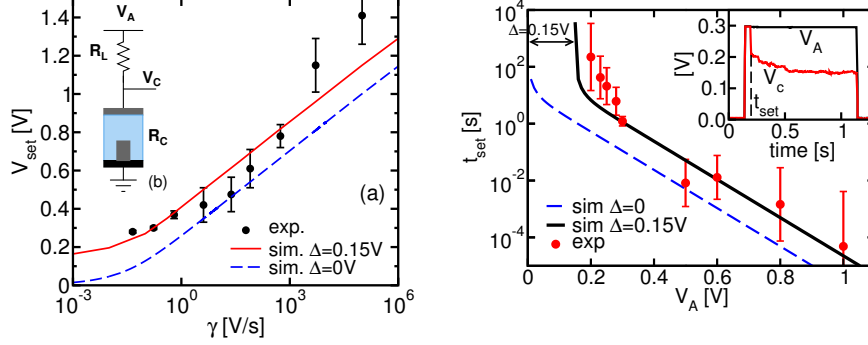 1.4
1.2
1
0.8
0.6
0.4
0.2
0
V_set [V]
10^-3
10^0
10^3
10^6
γ [V/s]
V_A
R_L
V_C
R_C
(b)
(a)
exp.
sim. Δ=0.15V
sim. Δ=0V
10^4
10^2
10^0
10^-2
10^-4
t_set [s]
0
0.2
0.4
0.6
0.8
1
V_A [V]
Δ=0.15V
sim Δ=0
sim Δ=0.15V
exp
0.3
0.2
0.1
0.0
[V]
V_A
V_c
t_set
0
0.5
1
time [s]